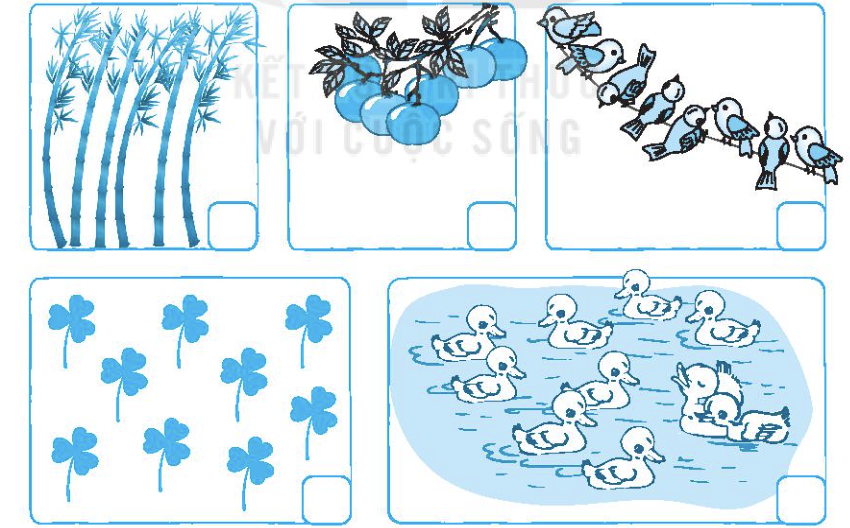 KẾT NỐI TRI THỨC
VỚI CUỘC SỐNG